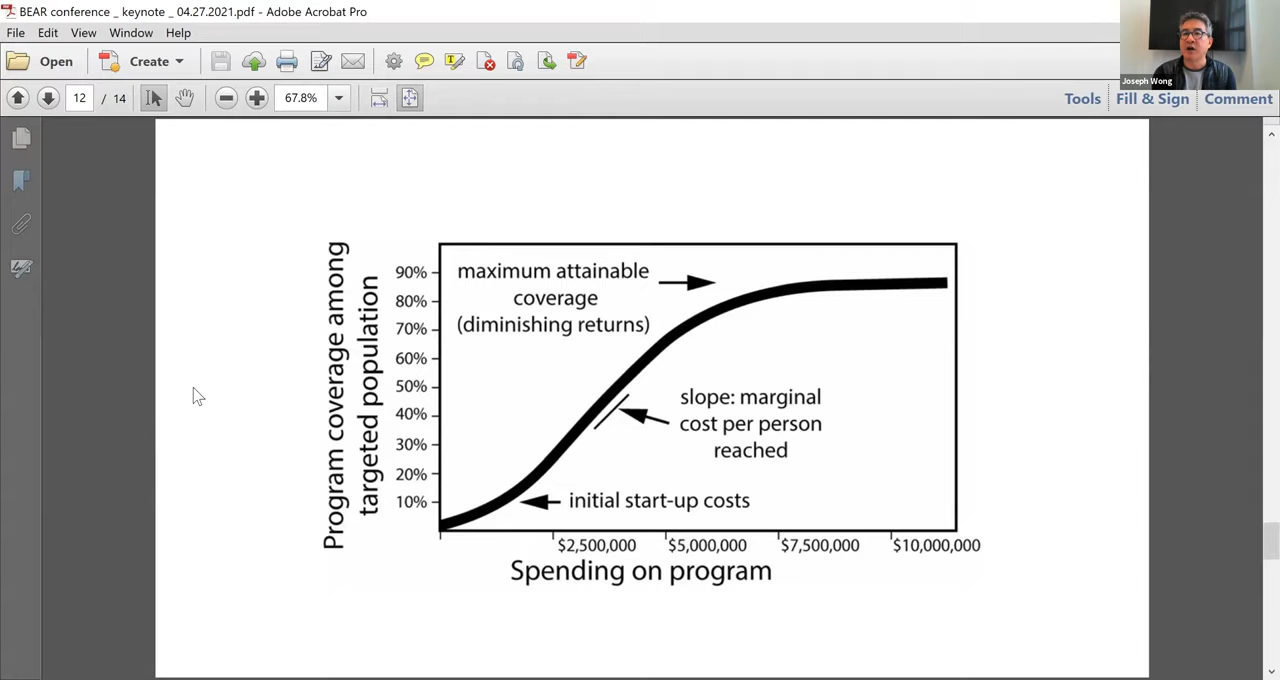 BEAR conference _ keynote _ 04.27.2021.pdf - Adobe Acrobat Pro
File Edit View Window Help
Open Create
12 / 14 67.8%
Tools Fill & Sign Comment
Joseph Wong
Program coverage among
targeted population
90%
80%
70%
60%
50%
40%
30%
20%
10%
maximum attainable
coverage
(diminishing returns)
slope: marginal
cost per person
reached
initial start-up costs
$2,500,000 $5,000,000 $7,500,000 $10,000,000
Spending on program